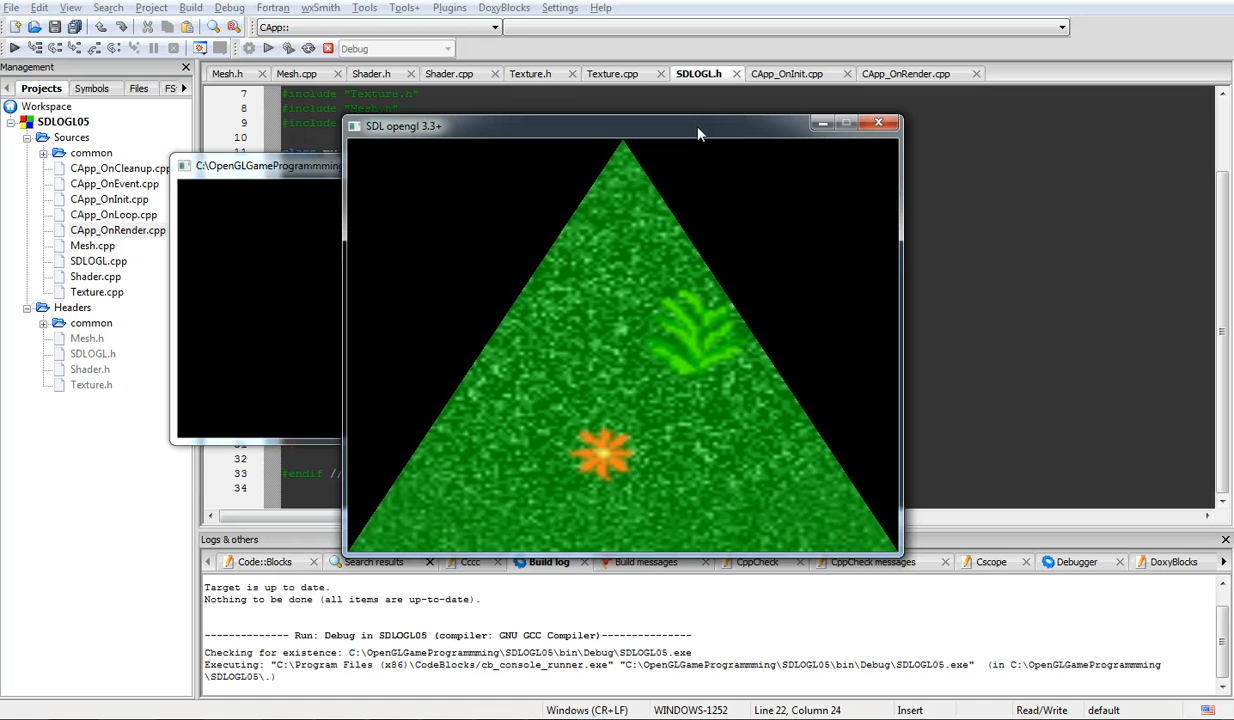 File Edit View Search Project Build Debug Fortran wxSmith Tools Tools+ Plugins DoxyBlocks Settings Help
CApp::
Debug
Management
Projects Symbols Files FS
Mesh.h Mesh.cpp Shader.h Shader.cpp Texture.h Texture.cpp SDLOGL.h CApp_OnInit.cpp CApp_OnRender.cpp
Workspace
SDLOGL05
Sources
common
CApp_OnCleanup.cpp
CApp_OnEvent.cpp
CApp_OnInit.cpp
CApp_OnLoop.cpp
CApp_OnRender.cpp
Mesh.cpp
SDLOGL.cpp
Shader.cpp
Texture.cpp
Headers
common
Mesh.h
SDLOGL.h
Shader.h
Texture.h
7 #include "Texture.h"
8 #include "Mesh.h"
9
10
SDL opengl 3.3+
C:\OpenGLGameProgrammming
32
33 #endif //
34
Logs & others
Code::Blocks Search results Cccc Build log Build messages CppCheck CppCheck messages Cscope Debugger DoxyBlocks
Target is up to date.
Nothing to be done (all items are up-to-date).
-------------- Run: Debug in SDLOGL05 (compiler: GNU GCC Compiler)---------------
Checking for existence: C:\OpenGLGameProgrammming\SDLOGL05\bin\Debug\SDLOGL05.exe
Executing: "C:\Program Files (x86)\CodeBlocks/cb_console_runner.exe" "C:\OpenGLGameProgrammming\SDLOGL05\bin\Debug\SDLOGL05.exe" (in C:\OpenGLGameProgrammming
\SDLOGL05\.)
Windows (CR+LF) WINDOWS-1252 Line 22, Column 24 Insert Read/Write default